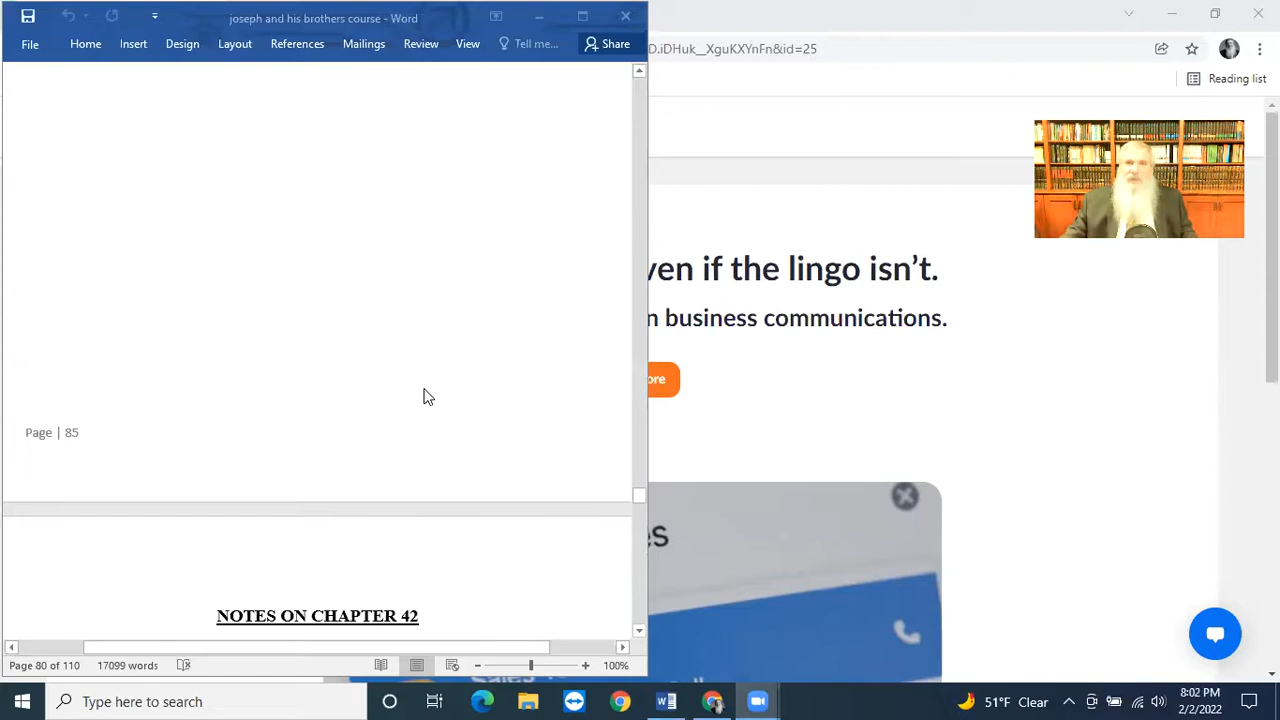 joseph and his brothers course - Word
File Home Insert Design Layout References Mailings Review View Tell me... Share
D.iDHuk__XguKXYnFn&id=25
Reading list
ven if the lingo isn't.
n business communications.
ore
Page | 85
es
NOTES ON CHAPTER 42
Page 80 of 110 17099 words 100%
Type here to search
51°F Clear
8:02 PM
2/2/2022